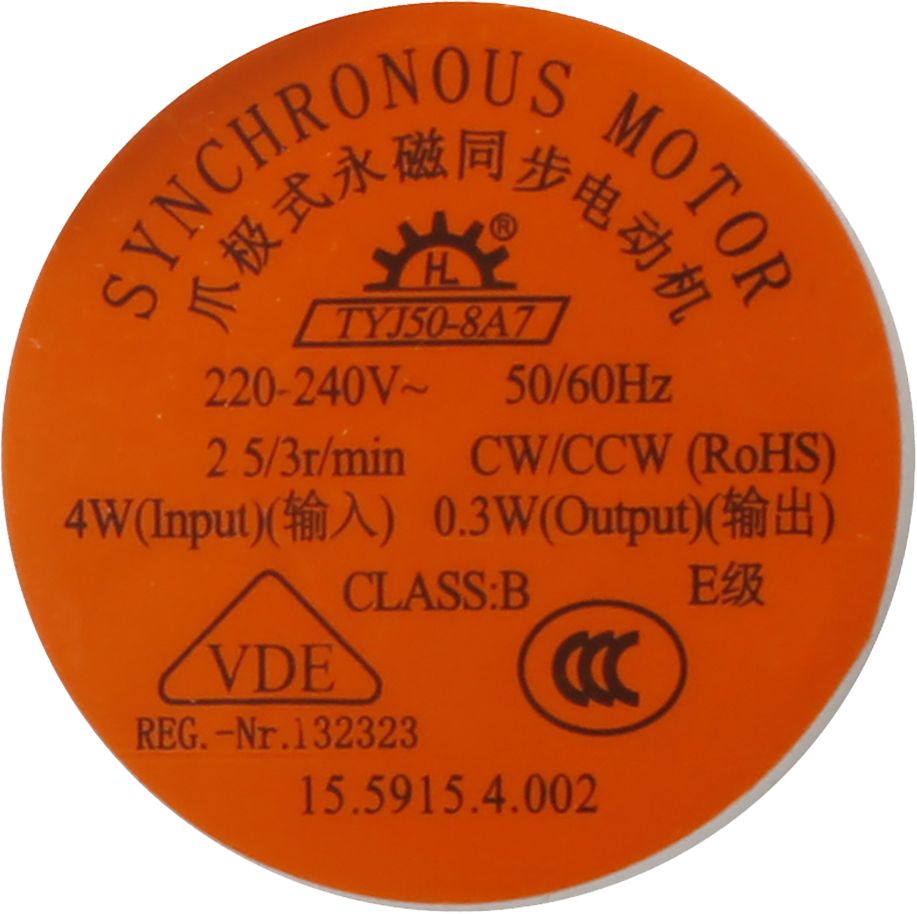 SYNCHRONOUS MOTOR
爪极式永磁同步电动机
HL ®
TYJ50-8A7
220-240V~ 50/60Hz
2 5/3r/min CW/CCW (RoHS)
4W(Input)(输入) 0.3W(Output)(输出)
CLASS:B E级
VDE CCC
REG.-Nr.132323
15.5915.4.002